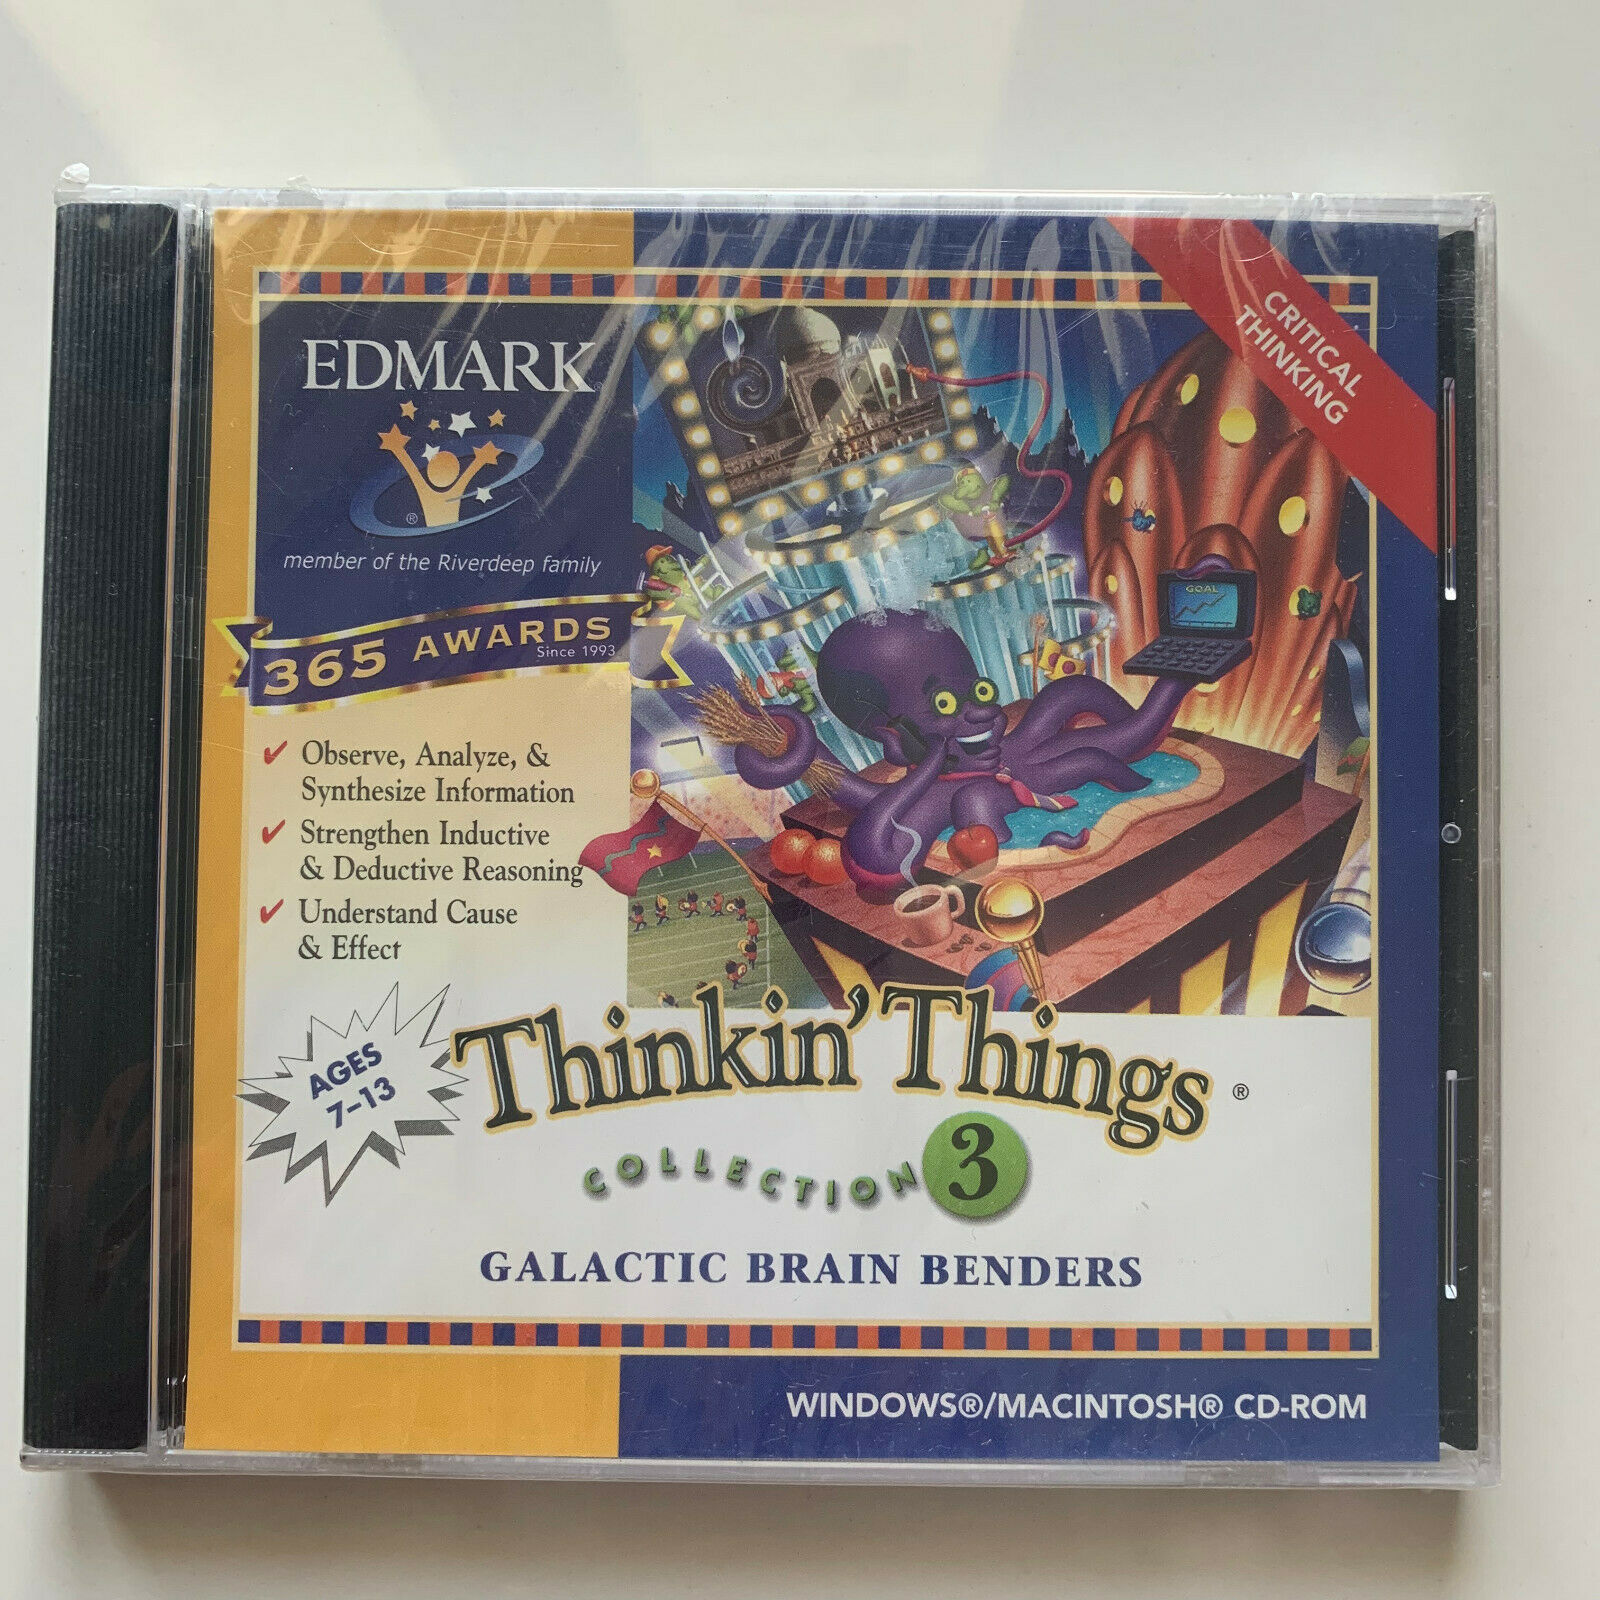 CRITICAL
THINKING
EDMARK
®
member of the Riverdeep family
365 AWARDS
Since 1993
✓ Observe, Analyze, &
Synthesize Information
✓ Strengthen Inductive
& Deductive Reasoning
✓ Understand Cause
& Effect
GOAL
AGES
7-13
Thinkin' Things®
COLLECTION 3
GALACTIC BRAIN BENDERS
WINDOWS®/MACINTOSH® CD-ROM